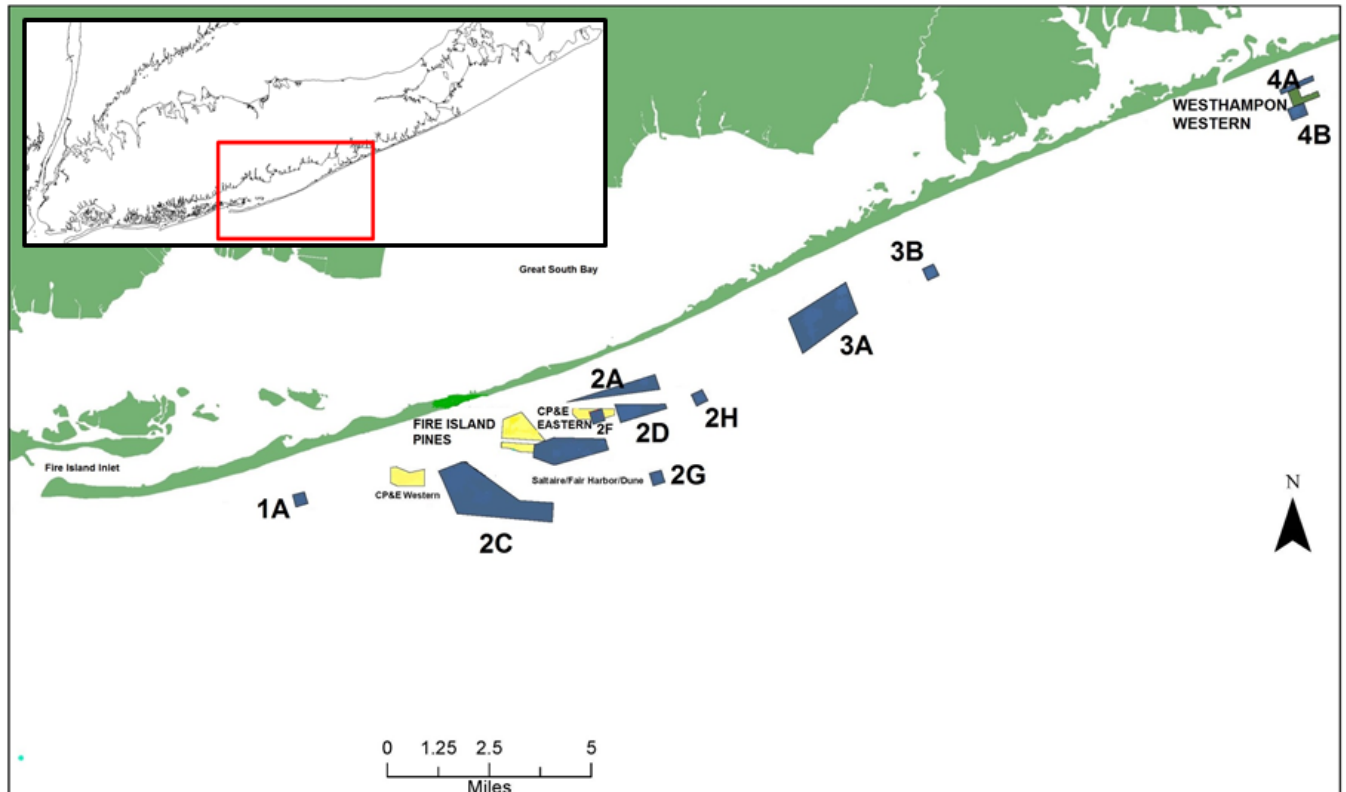 4A
WESTHAMPON
WESTERN
4B
3B
Great South Bay
3A
2A
CP&E
EASTERN
2F
2H
FIRE ISLAND
PINES
2D
Fire Island Inlet
2G
Saltaire/Fair Harbor/Dune
CP&E Western
N
1A
2C
0 1.25 2.5 5
Miles